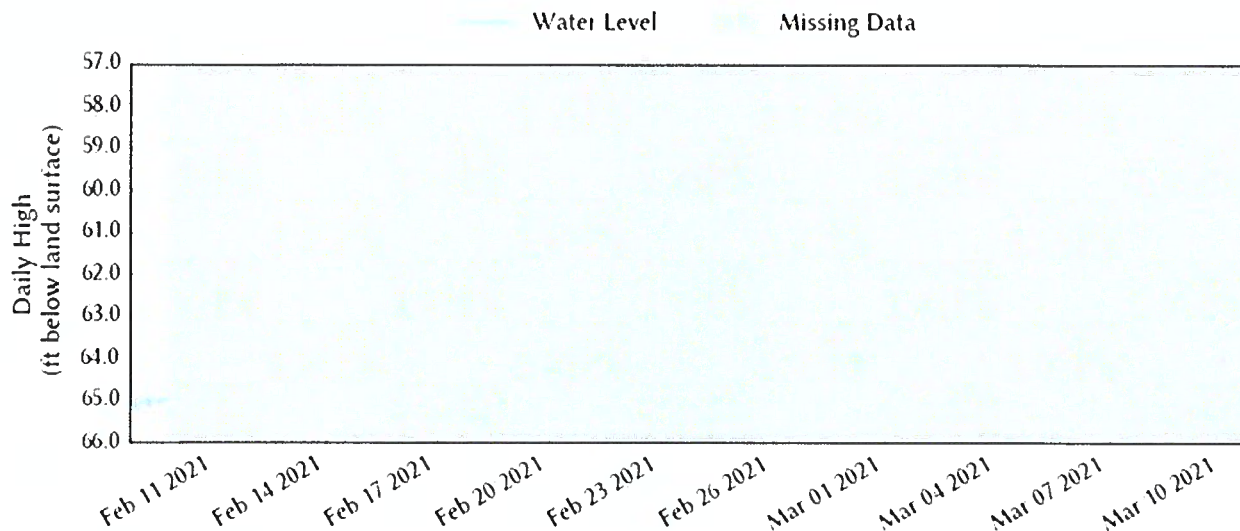 Water Level Missing Data
57.0
58.0
59.0
60.0
61.0
62.0
63.0
64.0
65.0
66.0
Daily High
(ft below land surface)
Feb 11 2021
Feb 14 2021
Feb 17 2021
Feb 20 2021
Feb 23 2021
Feb 26 2021
Mar 01 2021
Mar 04 2021
Mar 07 2021
Mar 10 2021